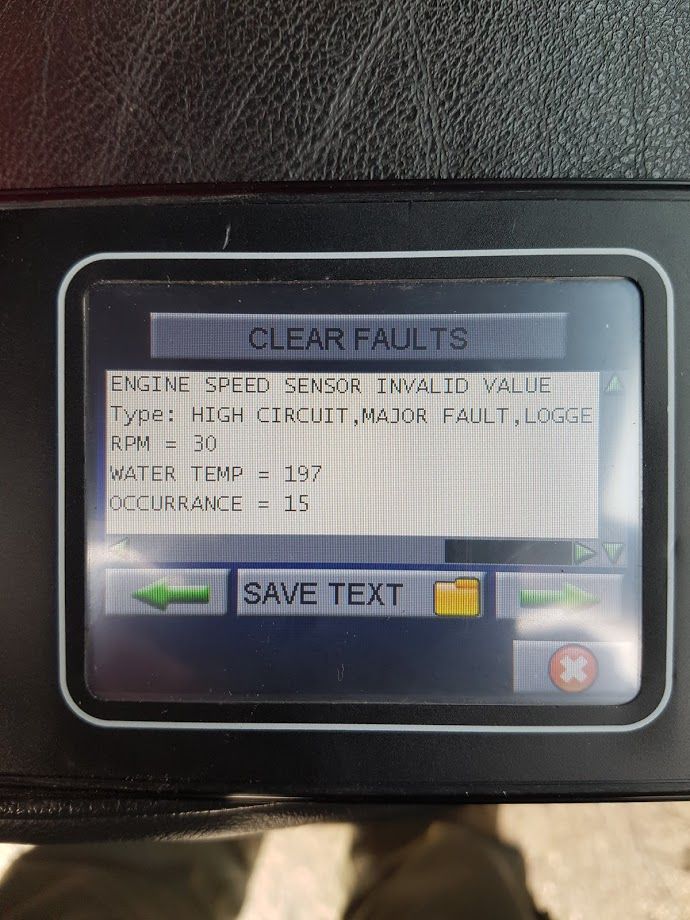 CLEAR FAULTS
ENGINE SPEED SENSOR INVALID VALUE
Type: HIGH CIRCUIT,MAJOR FAULT,LOGGE
RPM = 30
WATER TEMP = 197
OCCURRANCE = 15
SAVE TEXT